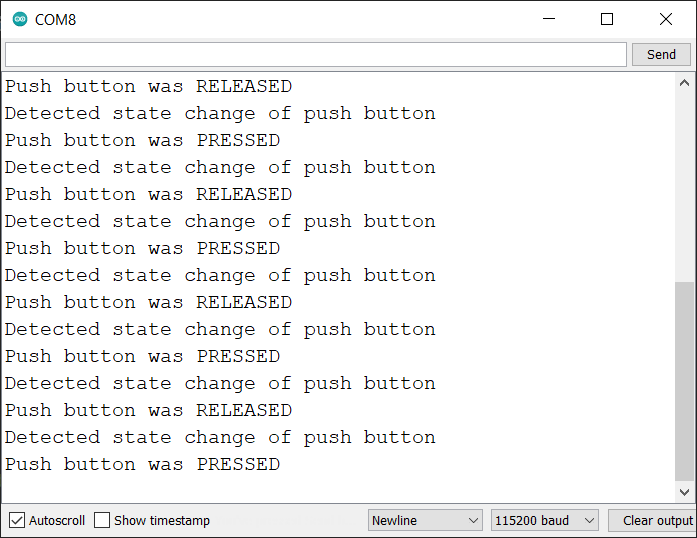 COM8
Send
Push button was RELEASED
Detected state change of push button
Push button was PRESSED
Detected state change of push button
Push button was RELEASED
Detected state change of push button
Push button was PRESSED
Detected state change of push button
Push button was RELEASED
Detected state change of push button
Push button was PRESSED
Detected state change of push button
Push button was RELEASED
Detected state change of push button
Push button was PRESSED
Autoscroll Show timestamp Newline 115200 baud Clear output